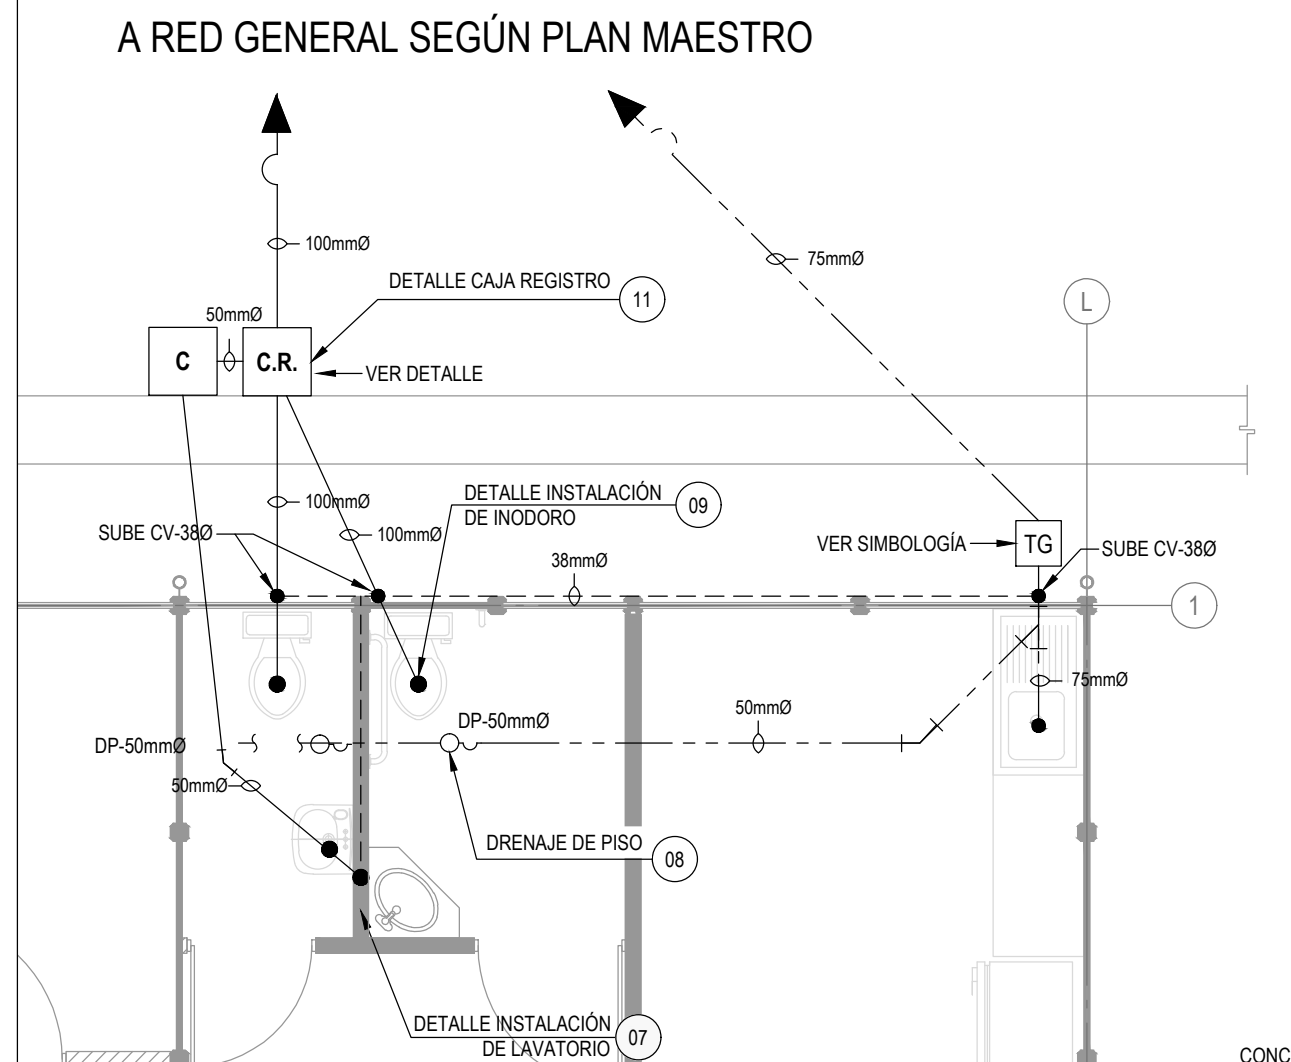 A RED GENERAL SEGÚN PLAN MAESTRO
100mmØ
75mmØ
DETALLE CAJA REGISTRO
11
L
50mmØ
C
C.R.
VER DETALLE
DETALLE INSTALACIÓN
DE INODORO
09
100mmØ
100mmØ
SUBE CV-38Ø
VER SIMBOLOGÍA
TG
SUBE CV-38Ø
38mmØ
1
75mmØ
DP-50mmØ
DP-50mmØ
50mmØ
50mmØ
DRENAJE DE PISO
08
DETALLE INSTALACIÓN
DE LAVATORIO
07
CONC